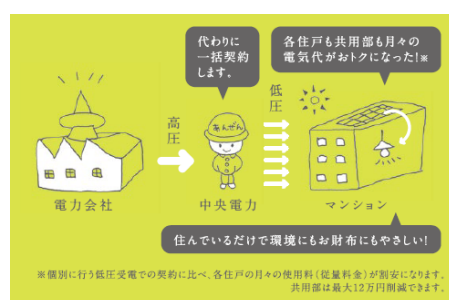 代わりに
一括契約
します。
各住戸も共用部も月々の
電気代がおトクになった!※
低圧
高圧
あんぜん
電力会社
中央電力
マンション
住んでいるだけで環境にもお財布にもやさしい!
※個別に行う低圧受電での契約に比べ、各住戸の月々の使用料(従量料金)が割安になります。
共用部は最大12万円削減できます。